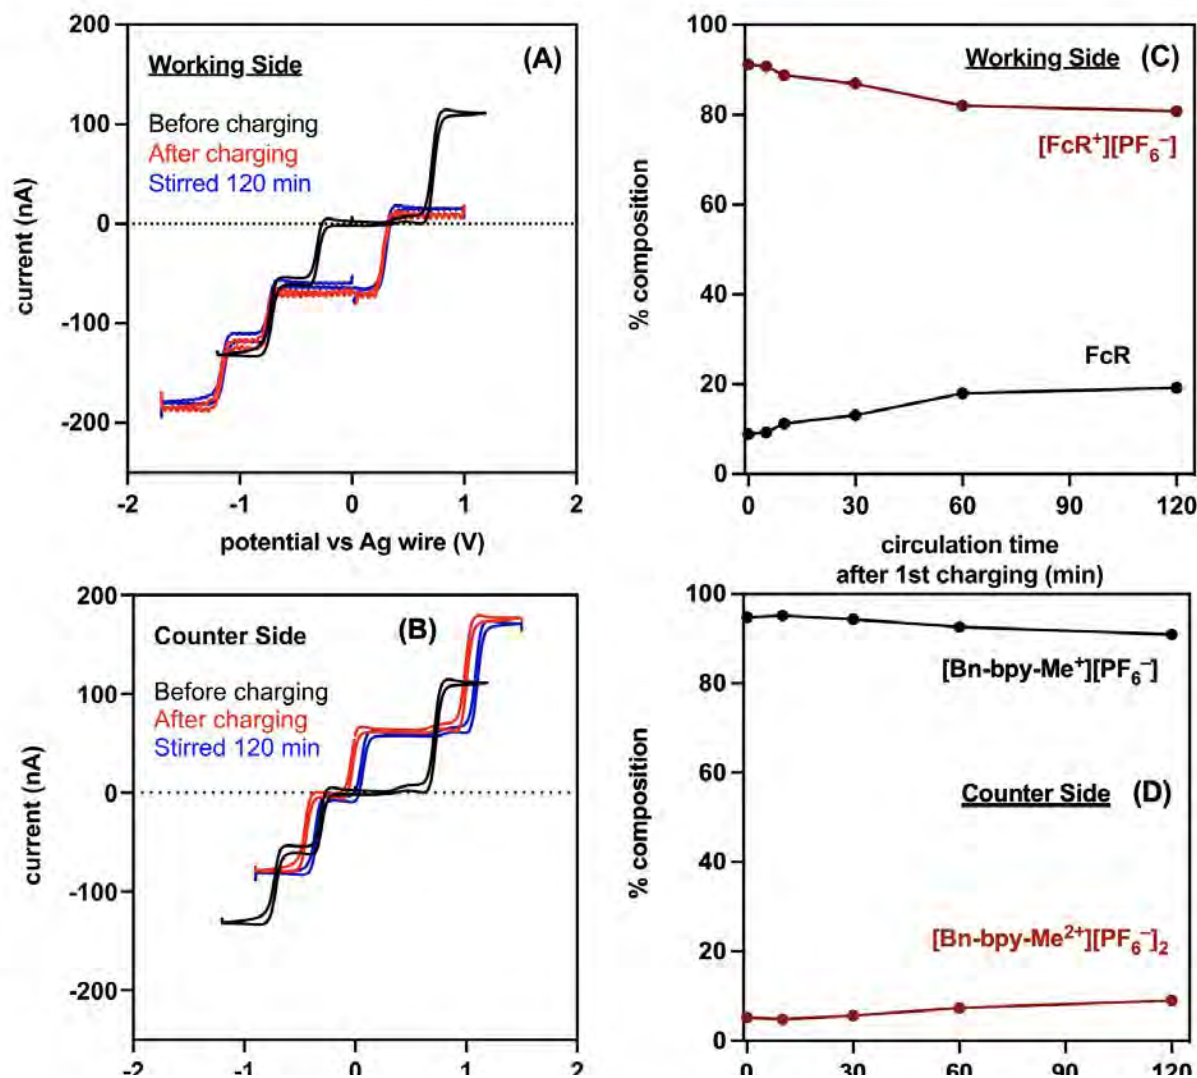 200
100
0
-100
-200
current (nA)
Working Side
(A)
Before charging
After charging
Stirred 120 min
-2
-1
0
1
2
potential vs Ag wire (V)
100
80
60
40
20
0
% composition
Working Side (C)
[FcR⁺][PF₆⁻]
FcR
0
30
60
90
120
circulation time
after 1st charging (min)
200
100
0
-100
-200
current (nA)
Counter Side
(B)
Before charging
After charging
Stirred 120 min
-2
-1
0
1
2
100
80
60
40
20
0
% composition
[Bn-bpy-Me⁺][PF₆⁻]
Counter Side (D)
[Bn-bpy-Me²⁺][PF₆⁻]₂
0
30
60
90
120